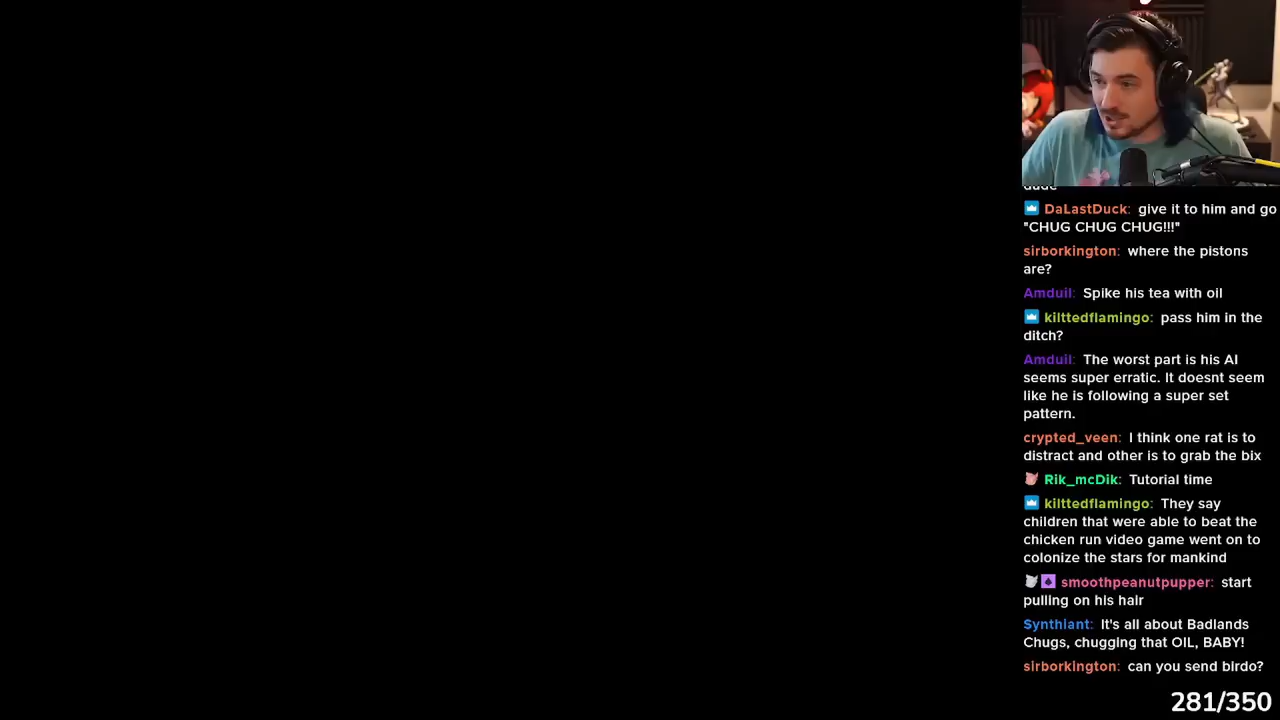 dude
DaLastDuck: give it to him and go
"CHUG CHUG CHUG!!!"
sirborkington: where the pistons
are?
Amduil: Spike his tea with oil
kilttedflamingo: pass him in the
ditch?
Amduil: The worst part is his AI
seems super erratic. It doesnt seem
like he is following a super set
pattern.
crypted_veen: I think one rat is to
distract and other is to grab the bix
Rik_mcDik: Tutorial time
kilttedflamingo: They say
children that were able to beat the
chicken run video game went on to
colonize the stars for mankind
smoothpeanutpupper: start
pulling on his hair
Synthiant: It's all about Badlands
Chugs, chugging that OIL, BABY!
sirborkington: can you send birdo?
281/350